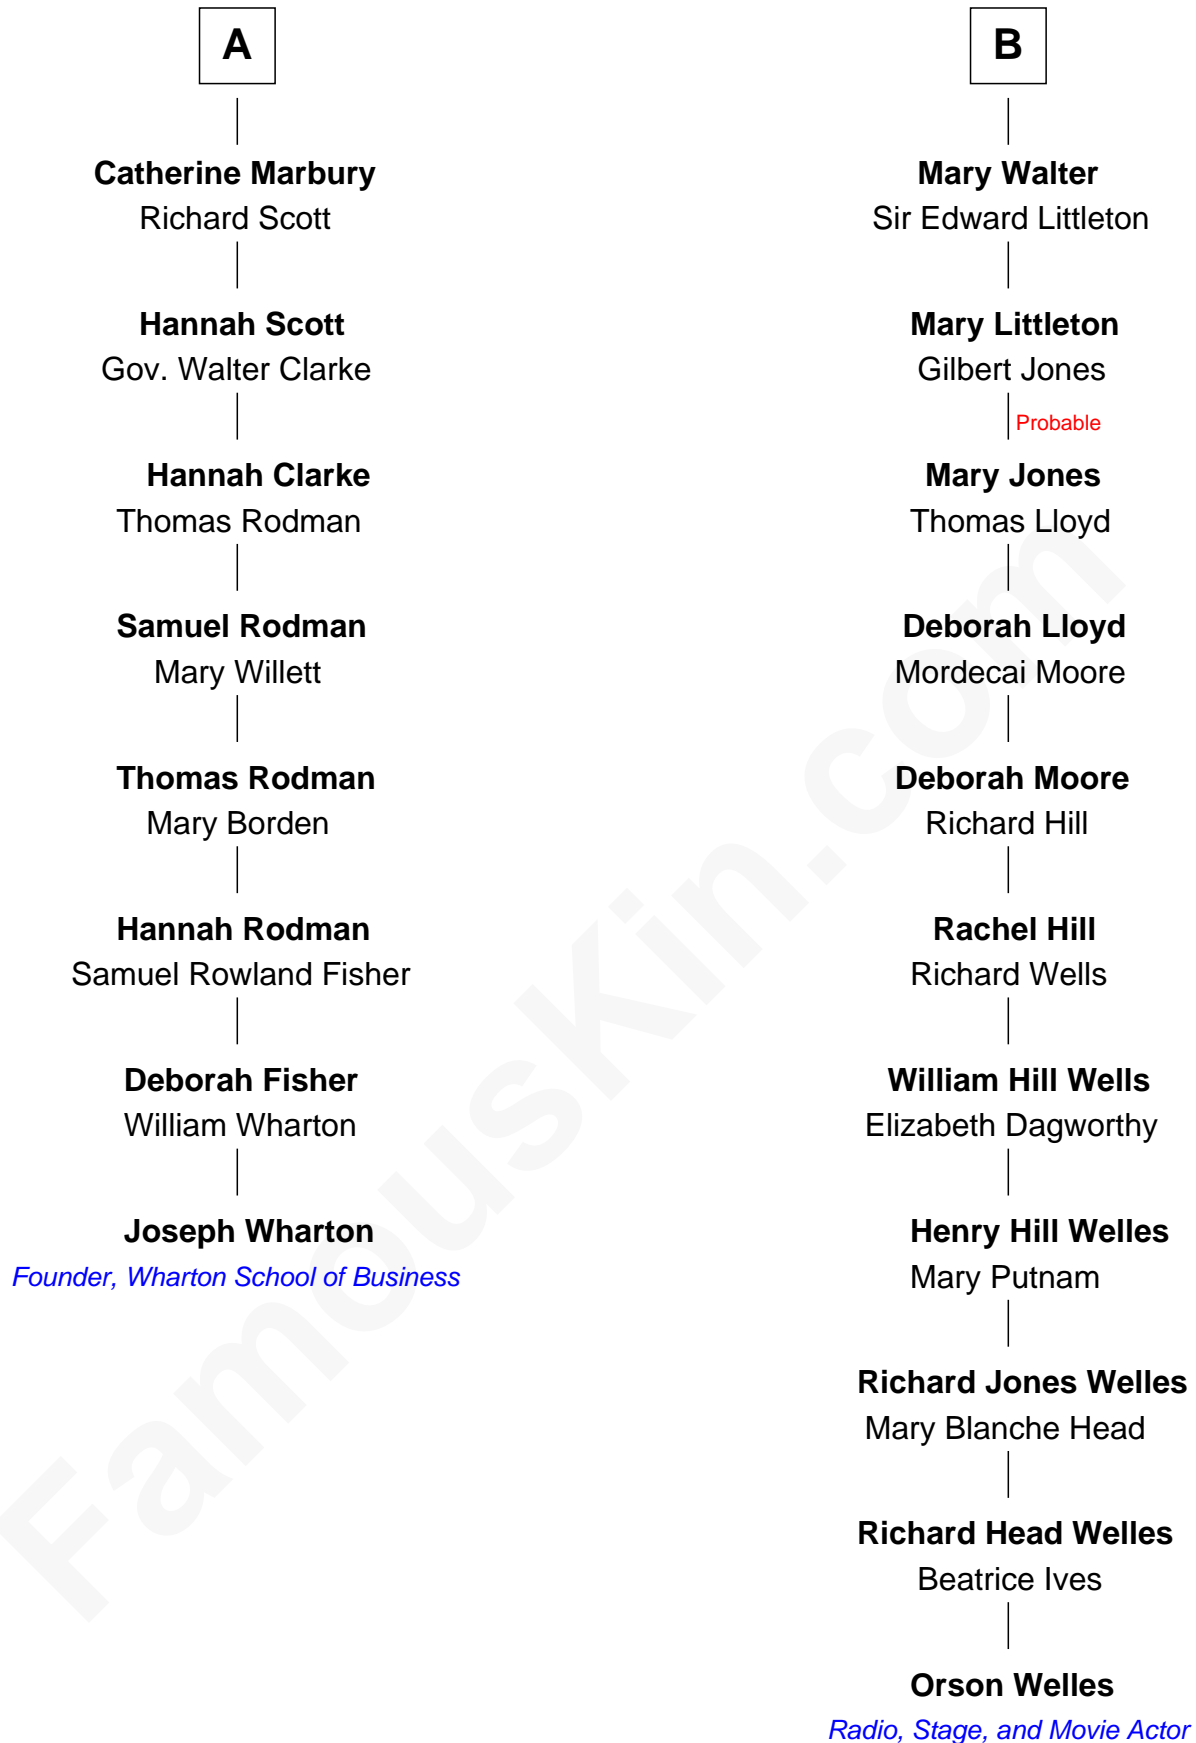 A
Catherine Marbury
Richard Scott
Hannah Scott
Gov. Walter Clarke
Hannah Clarke
Thomas Rodman
Samuel Rodman
Mary Willett
Thomas Rodman
Mary Borden
Hannah Rodman
Samuel Rowland Fisher
Deborah Fisher
William Wharton
Joseph Wharton
Founder, Wharton School of Business
B
Mary Walter
Sir Edward Littleton
Mary Littleton
Gilbert Jones
Probable
Mary Jones
Thomas Lloyd
Deborah Lloyd
Mordecai Moore
Deborah Moore
Richard Hill
Rachel Hill
Richard Wells
William Hill Wells
Elizabeth Dagworthy
Henry Hill Welles
Mary Putnam
Richard Jones Welles
Mary Blanche Head
Richard Head Welles
Beatrice Ives
Orson Welles
Radio, Stage, and Movie Actor
FamousKin.com